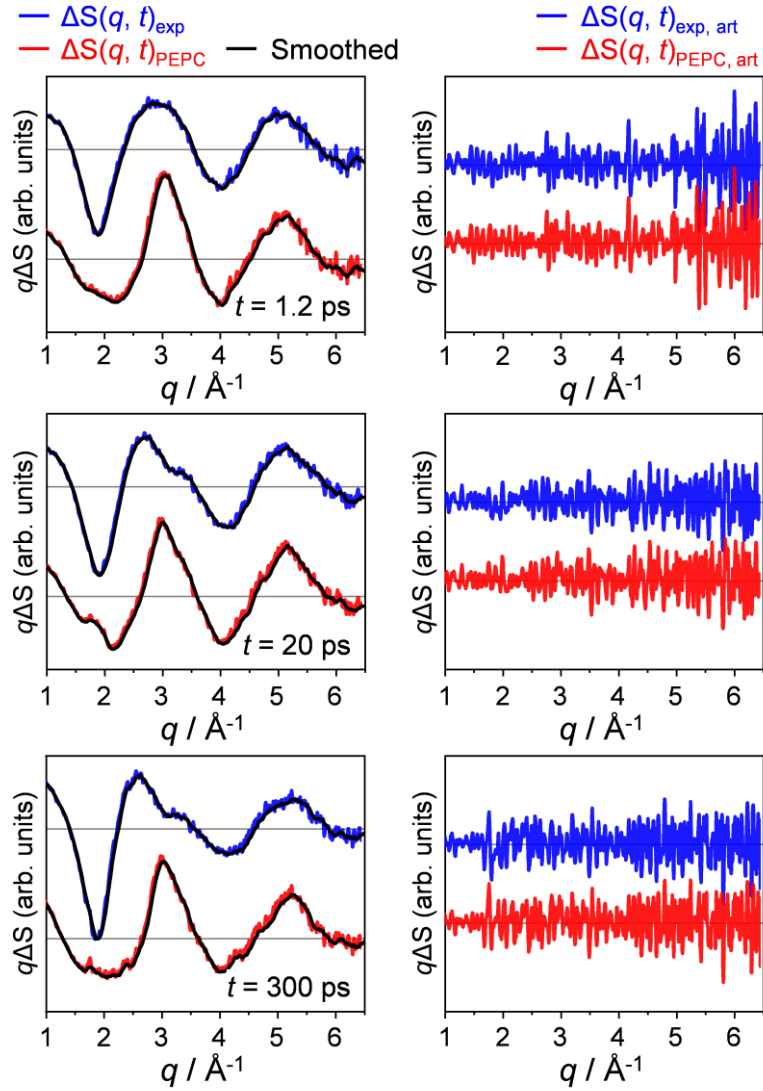 ΔS(q, t)exp
ΔS(q, t)PEPC
Smoothed
ΔS(q, t)exp, art
ΔS(q, t)PEPC, art
qΔS (arb. units)
t = 1.2 ps
1 2 3 4 5 6
q / Å-1
qΔS (arb. units)
1 2 3 4 5 6
q / Å-1
qΔS (arb. units)
t = 20 ps
1 2 3 4 5 6
q / Å-1
qΔS (arb. units)
1 2 3 4 5 6
q / Å-1
qΔS (arb. units)
t = 300 ps
1 2 3 4 5 6
q / Å-1
qΔS (arb. units)
1 2 3 4 5 6
q / Å-1